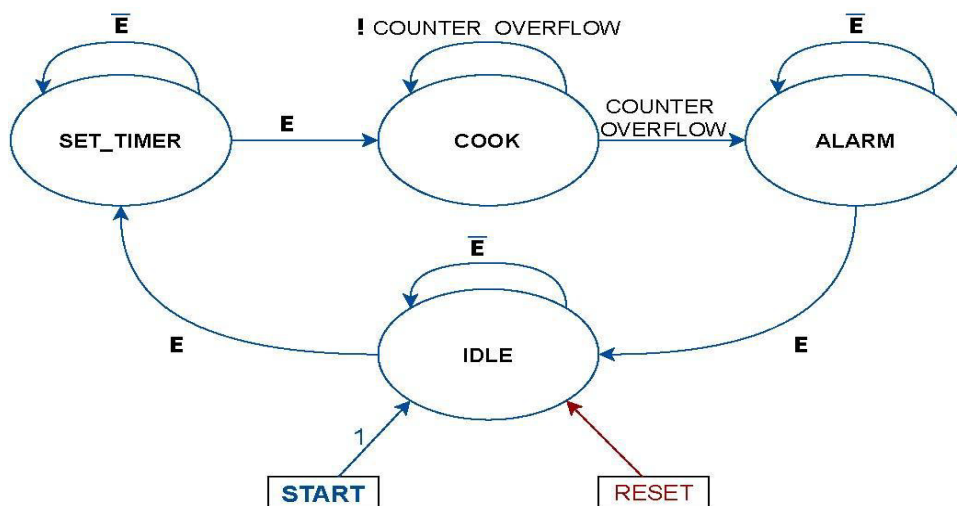 E̅
! COUNTER OVERFLOW
E̅
SET_TIMER
E
COOK
COUNTER
OVERFLOW
ALARM
E̅
E
IDLE
E
1
START
RESET